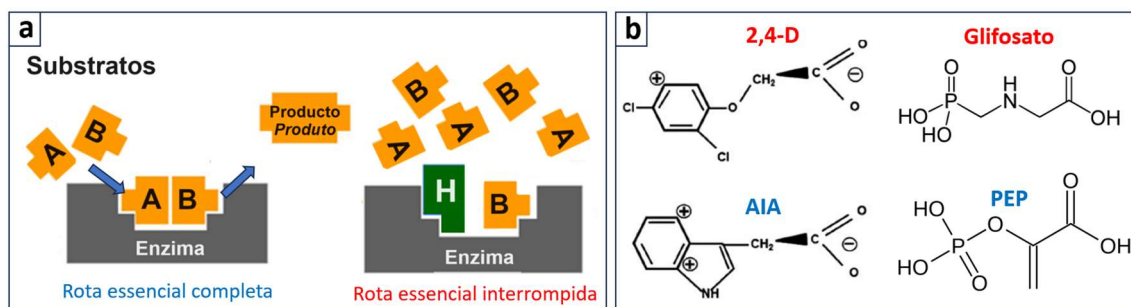 a
Substratos
A
B
Producto
Produto
A B
Enzima
Rota essencial completa
B
B
A
A
A
H
B
Enzima
Rota essencial interrompida
b
2,4-D
CH₂
C
O
O
⊖
⊕
Cl
O
Cl
Glifosato
O
HO
P
HO
H
N
O
OH
AIA
⊕
⊕
CH₂
C
O
O
⊖
NH
PEP
HO
HO
P
O
O
O
OH